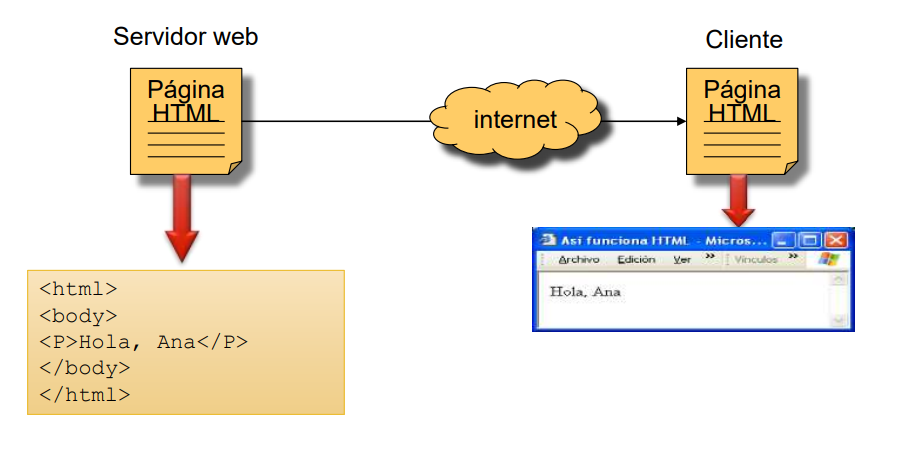 Servidor web
Cliente
Página
HTML
internet
Página
HTML
Así funciona HTML - Micros...
Archivo Edición Ver » Vínculos »
Hola, Ana
<html>
<body>
<P>Hola, Ana</P>
</body>
</html>